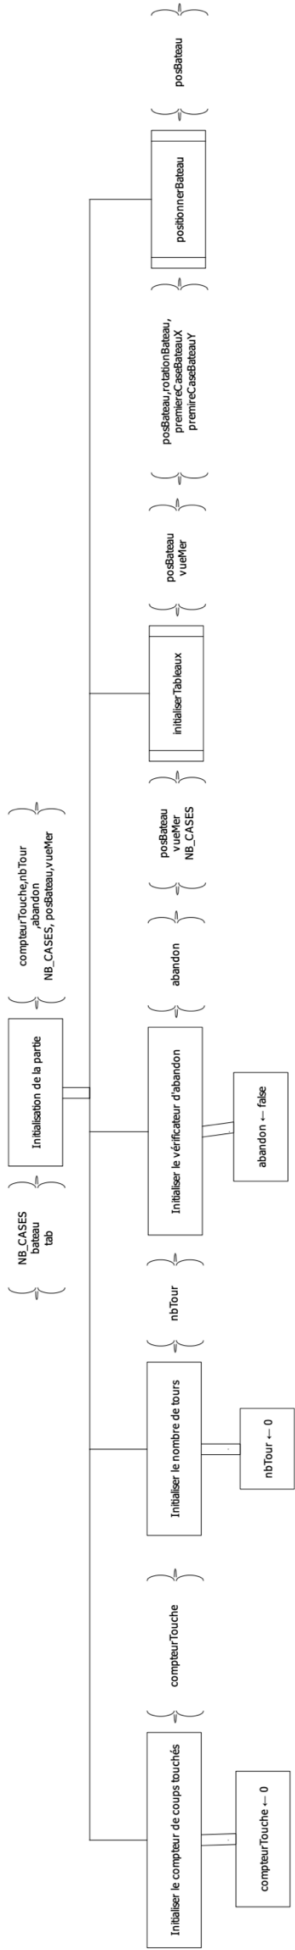 NB_CASES
bateau
tab
Initialisation de la partie
compteurTouche,nbTour
,abandon
NB_CASES, posBateau,vueMer
Initialiser le compteur de coups touchés
compteurTouche
Initialiser le nombre de tours
nbTour
Initialiser le vérificateur d'abandon
abandon
posBateau
vueMer
NB_CASES
initialiserTableaux
posBateau
vueMer
posBateau,rotationBateau,
premiereCaseBateauX
premireCaseBateauY
positionnerBateau
posBateau
compteurTouche ← 0
nbTour ← 0
abandon ← false